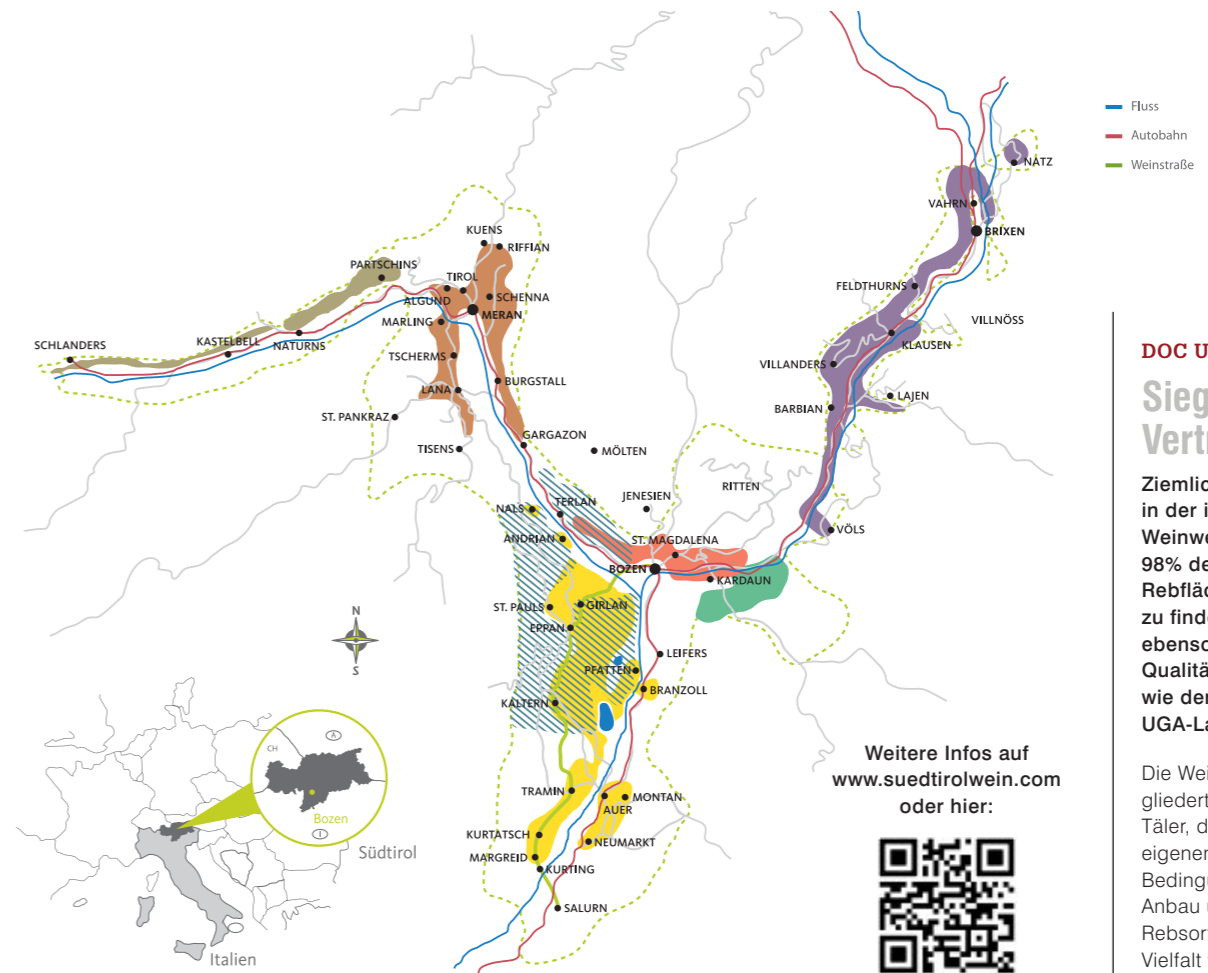 Fluss
Autobahn
Weinstraße
NATZ
VAHRN
BRIXEN
KUENS
RIFFIAN
PARTSCHINS
TIROL
ALGUND
SCHENNA
MERAN
MARLING
FELDTHURNS
VILLNÖSS
SCHLANDERS
KASTELBELL
NATURNS
KLAUSEN
TSCHERMS
VILLANDERS
LANA
BURGSTALL
LAJEN
BARBIAN
ST. PANKRAZ
GARGAZON
TISENS
MÖLTEN
RITTEN
JENESIEN
NALS
TERLAN
VÖLS
ANDRIAN
ST. MAGDALENA
BOZEN
KARDAUN
ST. PAULS
GIRLAN
EPPAN
LEIFERS
PFATTEN
BRANZOLL
KALTERN
TRAMIN
MONTAN
AUER
KURTATSCH
NEUMARKT
MARGREID
KURTING
SALURN
N
S
CH
A
Bozen
I
Südtirol
Italien
Weitere Infos auf
www.suedtirolwein.com
oder hier:
DOC U
Sieg
Vertr
Ziemlic
in der i
Weinwe
98% de
Rebfläc
zu finde
ebenso
Qualitä
wie der
UGA-La
Die Wei
gliedert
Täler, d
eigener
Bedingu
Anbau u
Rebsor
Vielfalt